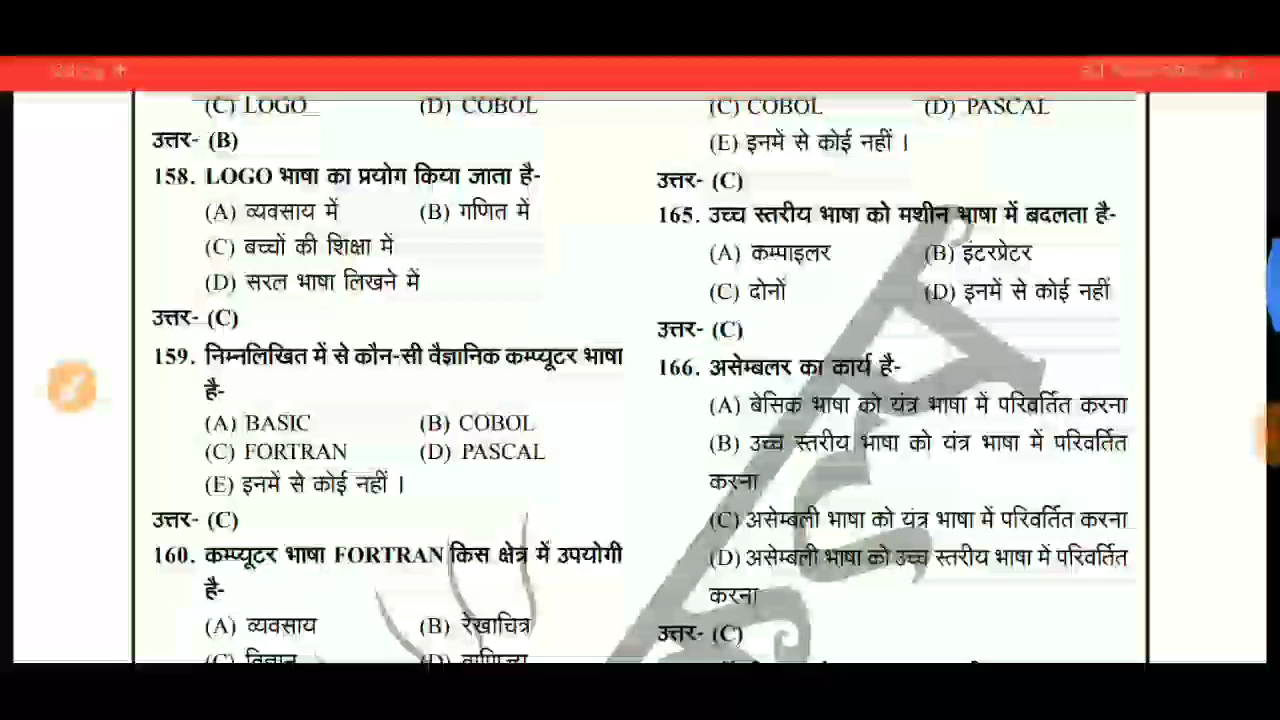 (C) LOGO (D) COBOL
उत्तर- (B)
158. LOGO भाषा का प्रयोग किया जाता है-
(A) व्यवसाय में (B) गणित में
(C) बच्चों की शिक्षा में
(D) सरल भाषा लिखने में
उत्तर- (C)
159. निम्नलिखित में से कौन-सी वैज्ञानिक कम्प्यूटर भाषा
है-
(A) BASIC (B) COBOL
(C) FORTRAN (D) PASCAL
(E) इनमें से कोई नहीं ।
उत्तर- (C)
160. कम्प्यूटर भाषा FORTRAN किस क्षेत्र में उपयोगी
है-
(A) व्यवसाय (B) रेखाचित्र
(C) विज्ञान (D) वाणिज्य
(C) COBOL (D) PASCAL
(E) इनमें से कोई नहीं ।
उत्तर- (C)
165. उच्च स्तरीय भाषा को मशीन भाषा में बदलता है-
(A) कम्पाइलर (B) इंटरप्रेटर
(C) दोनों (D) इनमें से कोई नहीं
उत्तर- (C)
166. असेम्बलर का कार्य है-
(A) बेसिक भाषा को यंत्र भाषा में परिवर्तित करना
(B) उच्च स्तरीय भाषा को यंत्र भाषा में परिवर्तित
करना
(C) असेम्बली भाषा को यंत्र भाषा में परिवर्तित करना
(D) असेम्बली भाषा को उच्च स्तरीय भाषा में परिवर्तित
करना
उत्तर- (C)